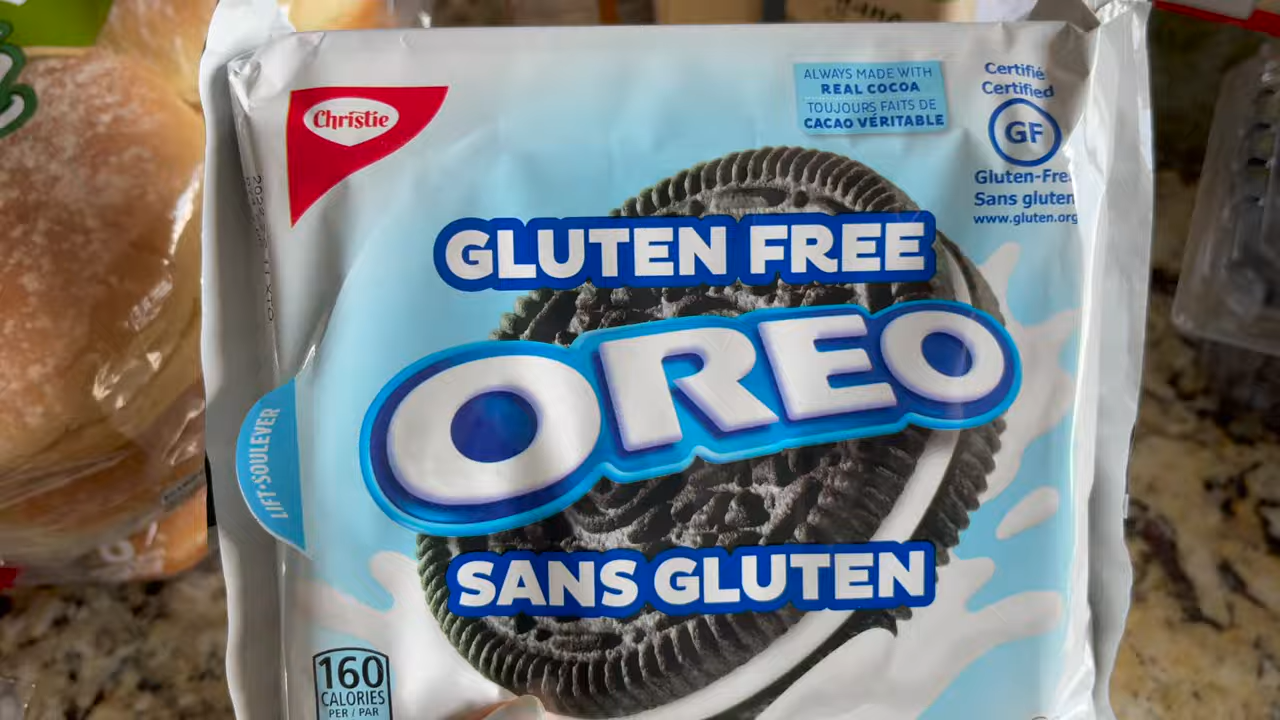 Christie
ALWAYS MADE WITH
REAL COCOA
TOUJOURS FAITS DE
CACAO VÉRITABLE
Certifié
Certified
GF
Gluten-Fre
Sans gluten
www.gluten.org
GLUTEN FREE
OREO
LIFT•SOULEVER
SANS GLUTEN
160
CALORIES
PER / PAR